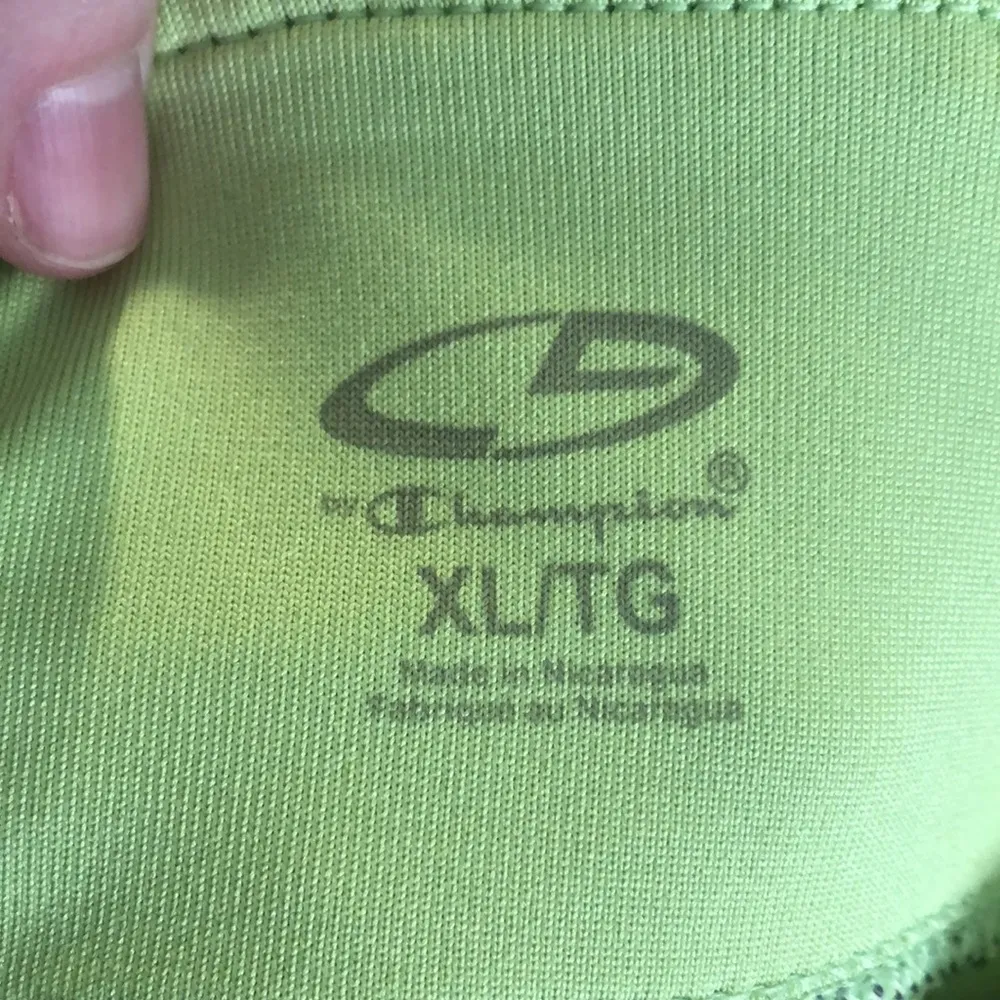 by Champion®
XL/TG
Made in Nicaragua
Fabriqué au Nicaragua